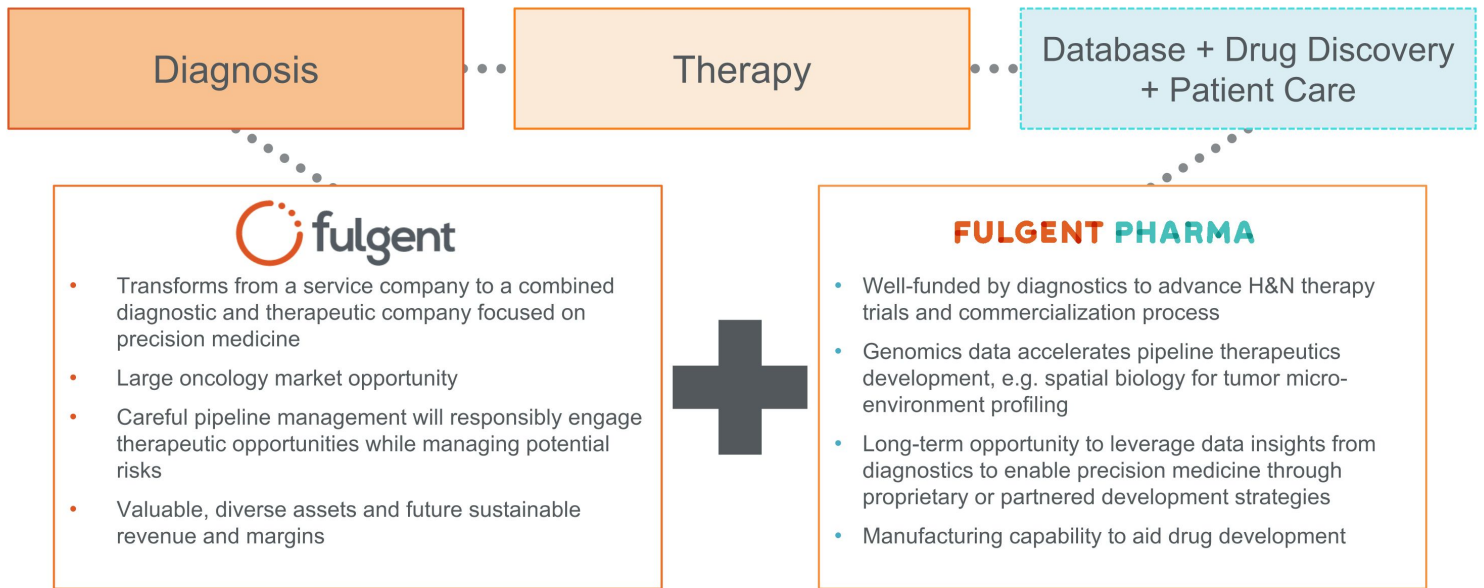 Diagnosis
Therapy
Database + Drug Discovery
+ Patient Care
fulgent
• Transforms from a service company to a combined
diagnostic and therapeutic company focused on
precision medicine
• Large oncology market opportunity
• Careful pipeline management will responsibly engage
therapeutic opportunities while managing potential
risks
• Valuable, diverse assets and future sustainable
revenue and margins
FULGENT PHARMA
• Well-funded by diagnostics to advance H&N therapy
trials and commercialization process
• Genomics data accelerates pipeline therapeutics
development, e.g. spatial biology for tumor micro-
environment profiling
• Long-term opportunity to leverage data insights from
diagnostics to enable precision medicine through
proprietary or partnered development strategies
• Manufacturing capability to aid drug development